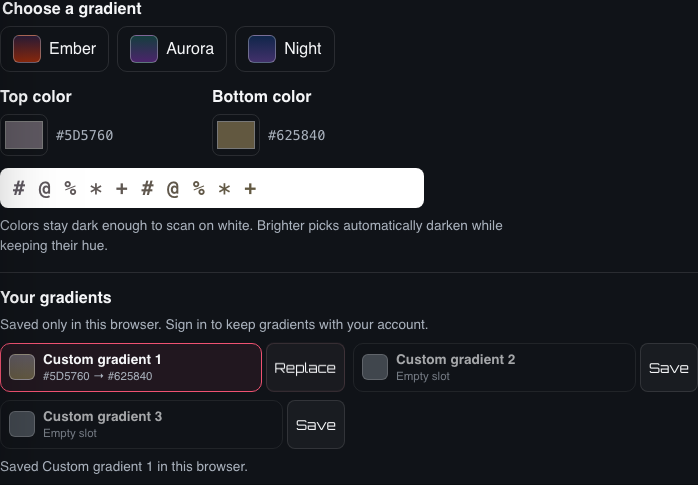 Choose a gradient
Ember
Aurora
Night
Top color
Bottom color
#5D5760
#625840
# @ % * + # @ % * +
Colors stay dark enough to scan on white. Brighter picks automatically darken while
keeping their hue.
Your gradients
Saved only in this browser. Sign in to keep gradients with your account.
Custom gradient 1
#5D5760 → #625840
Replace
Custom gradient 2
Empty slot
Save
Custom gradient 3
Empty slot
Save
Saved Custom gradient 1 in this browser.